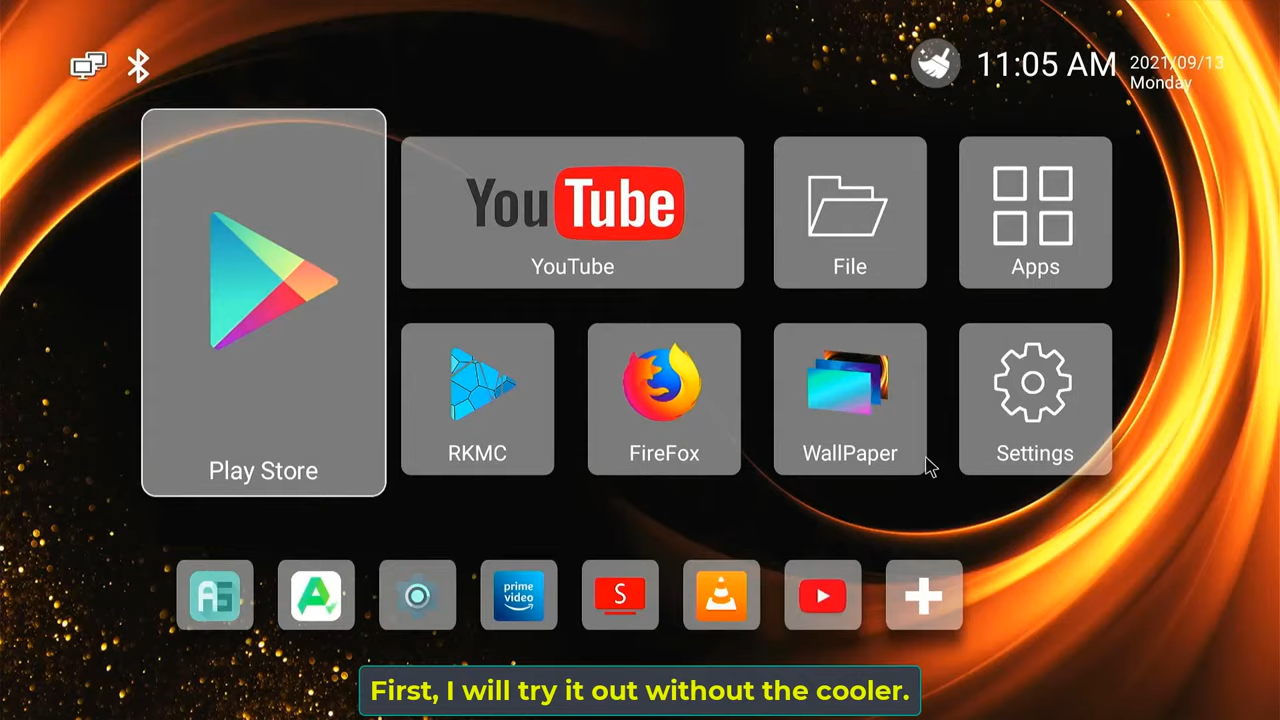 11:05 AM
2021/09/13
Monday
YouTube
YouTube
File
Apps
Play Store
RKMC
FireFox
WallPaper
Settings
prime
video
S
First, I will try it out without the cooler.